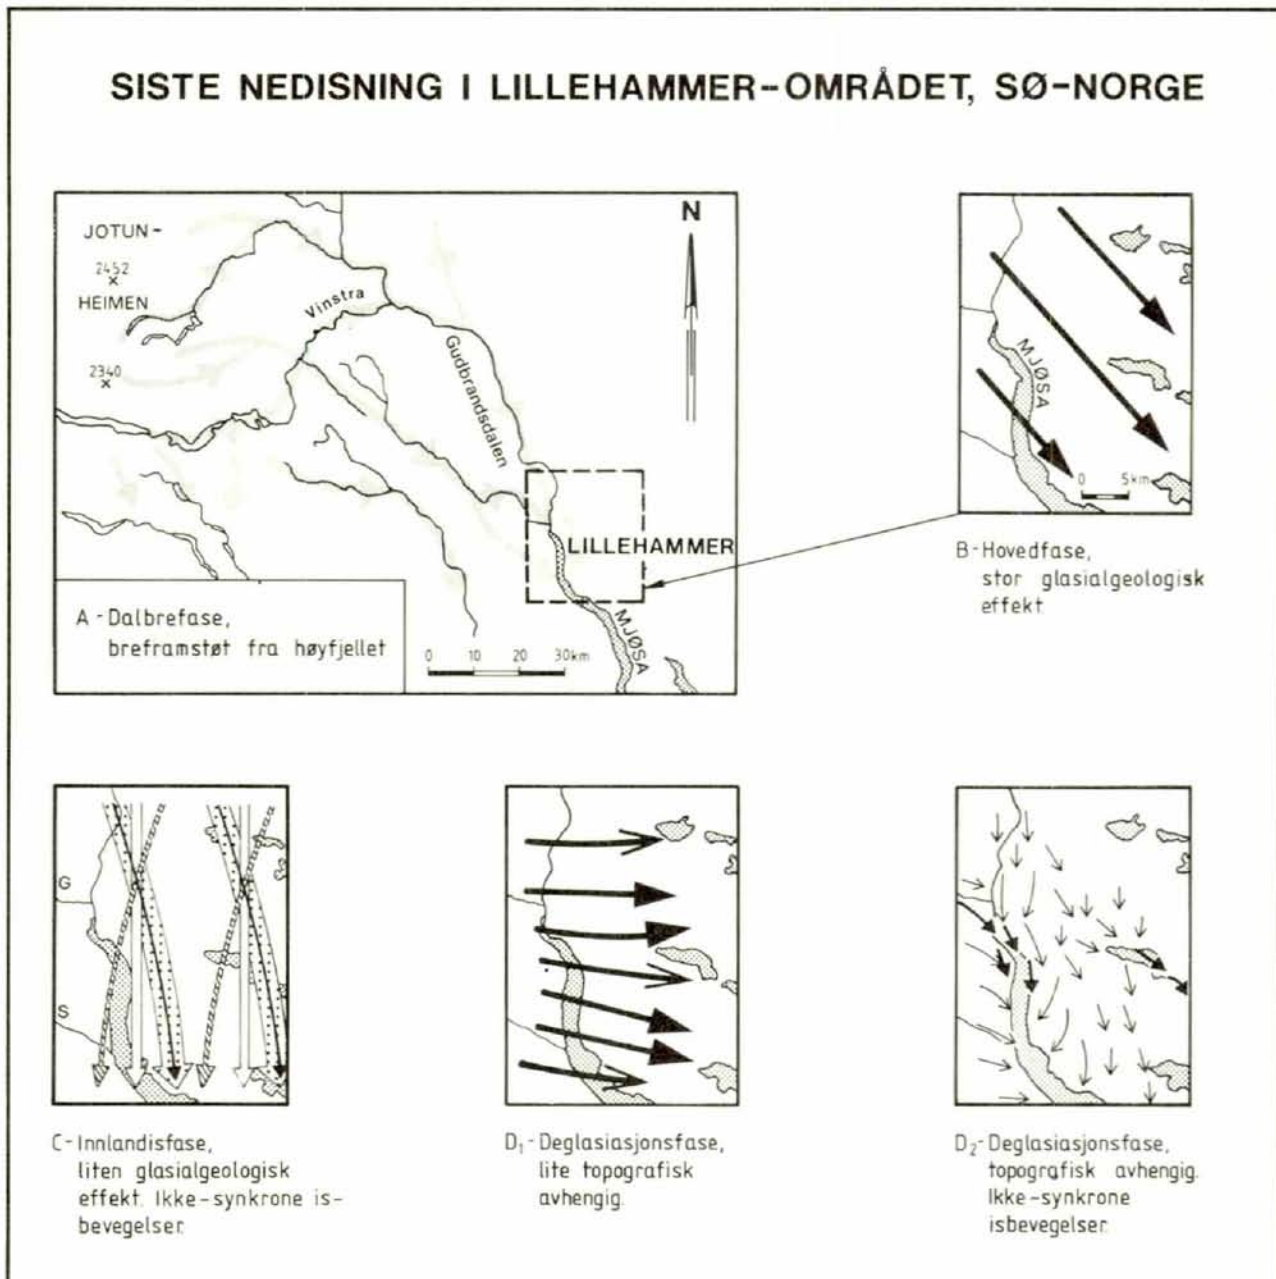 SISTE NEDISNING I LILLEHAMMER-OMRÅDET, SØ-NORGE
JOTUN-
2452
HEIMEN
2340
Vinstra
Gudbrandsdalen
N
LILLEHAMMER
MJØSA
A - Dalbrefase,
breframstøt fra høyfjellet
0 10 20 30km
MJØSA
0 5km
B-Hovedfase,
stor glasialgeologisk
effekt
G
S
C-Innlandisfase,
liten glasialgeologisk
effekt. Ikke-synkrone is-
bevegelser.
D₁-Deglasiasjonsfase,
lite topografisk
avhengig.
D₂-Deglasiasjonsfase,
topografisk avhengig.
Ikke-synkrone
isbevegelser.